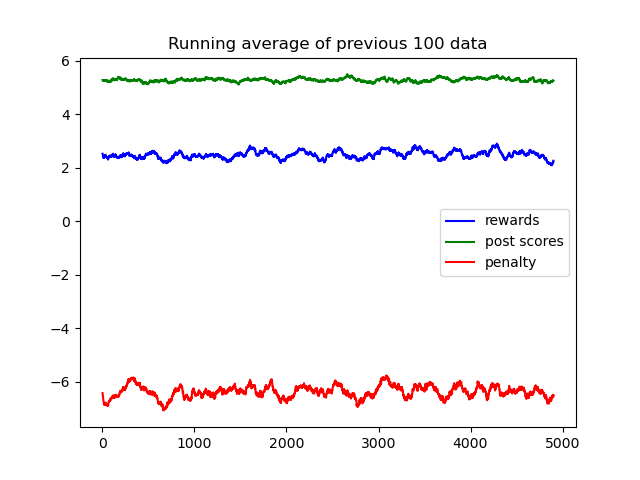 Running average of previous 100 data
6
4
2
0
−2
−4
−6
rewards
post scores
penalty
0 1000 2000 3000 4000 5000